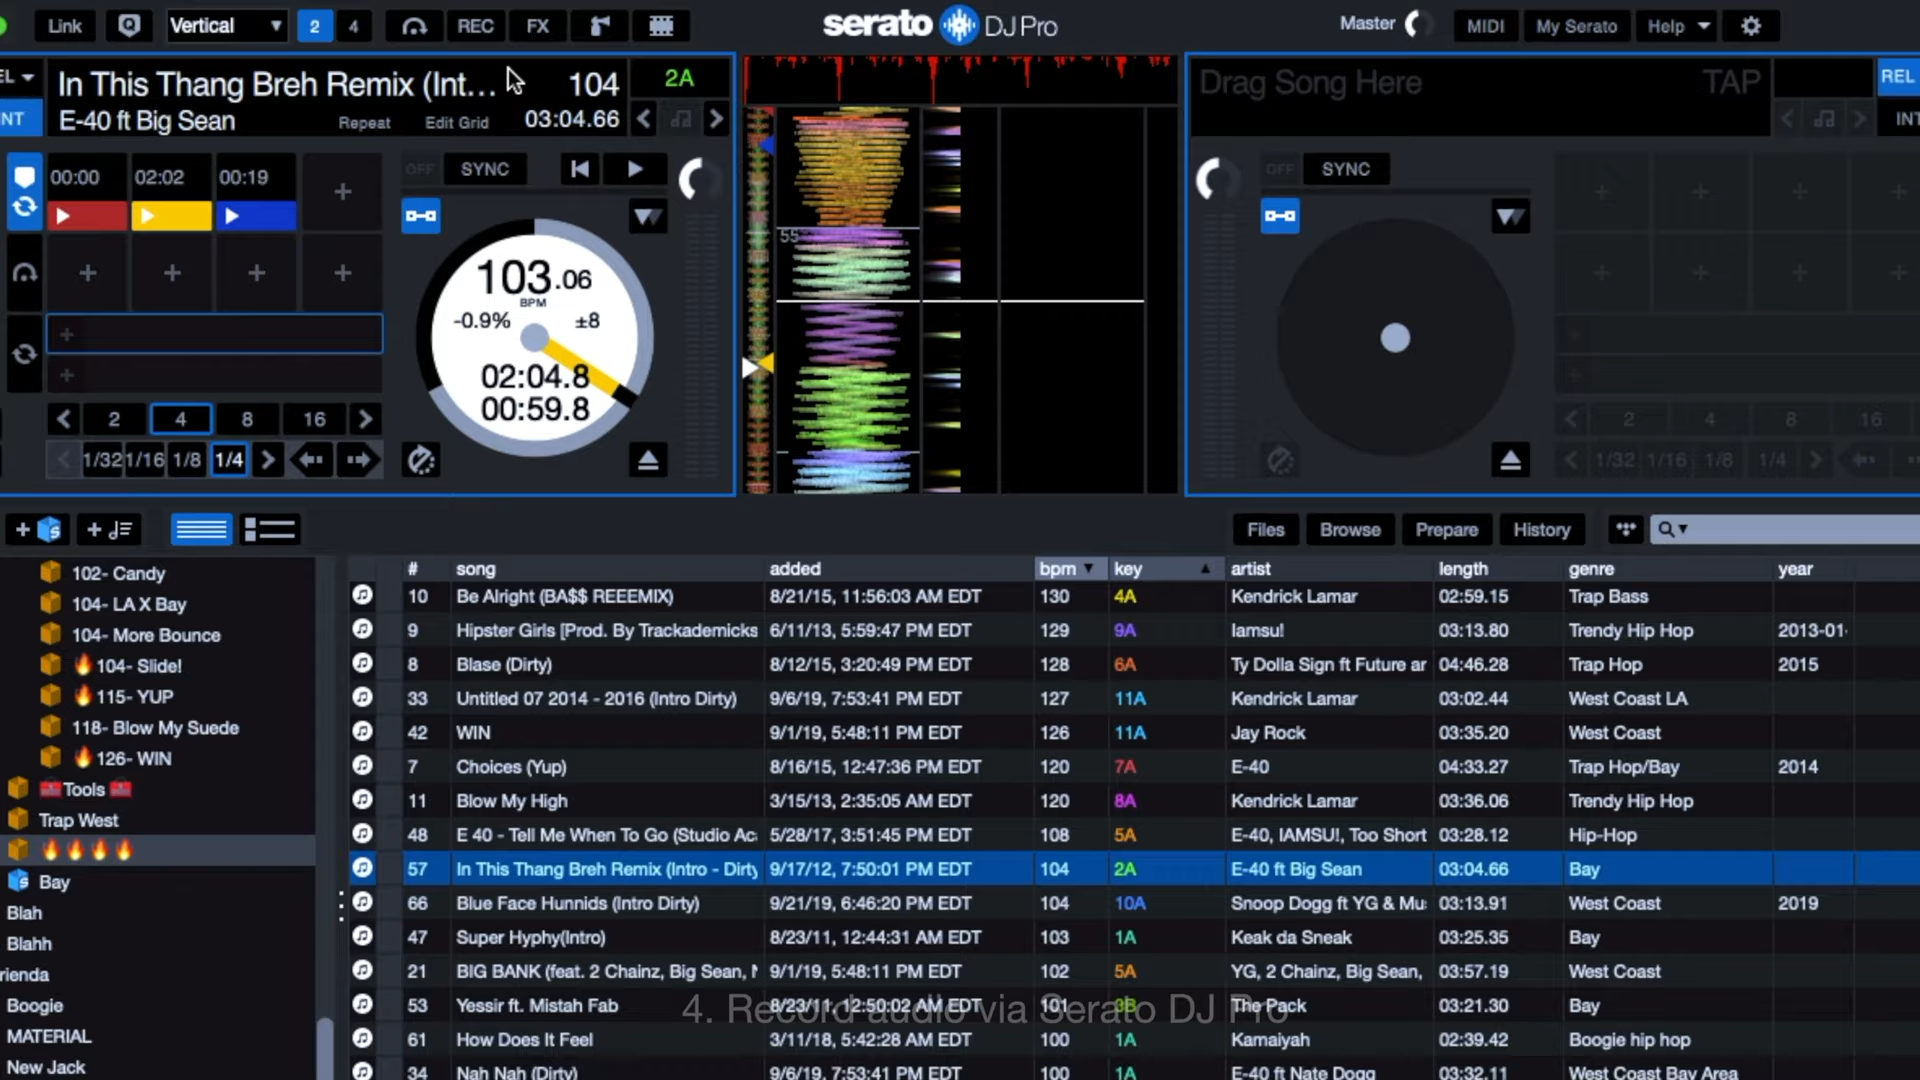 Link
Vertical
2
4
REC
FX
serato
DJ Pro
Master
MIDI
My Serato
Help
EL
NT
In This Thang Breh Remix (Int...
104
2A
E-40 ft Big Sean
Repeat
Edit Grid
03:04.66
Drag Song Here
TAP
REL
INT
00:00
02:02
00:19
OFF
SYNC
103.06
BPM
-0.9%
±8
02:04.8
00:59.8
2 4 8 16
1/32 1/16 1/8 1/4
55
OFF
SYNC
2 4 8 16
1/32 1/16 1/8 1/4
Files
Browse
Prepare
History
102- Candy
104- LA X Bay
104- More Bounce
🔥104- Slide!
🔥115- YUP
118- Blow My Suede
🔥126- WIN
🧰Tools🧰
Trap West
🔥🔥🔥🔥
Bay
Blah
Blahh
rienda
Boogie
MATERIAL
New Jack
# song added bpm key artist length genre year
10 Be Alright (BA$$ REEEMIX) 8/21/15, 11:56:03 AM EDT 130 4A Kendrick Lamar 02:59.15 Trap Bass
9 Hipster Girls [Prod. By Trackademicks 6/11/13, 5:59:47 PM EDT 129 9A Iamsu! 03:13.80 Trendy Hip Hop 2013-01-
8 Blase (Dirty) 8/12/15, 3:20:49 PM EDT 128 6A Ty Dolla Sign ft Future ar 04:46.28 Trap Hop 2015
33 Untitled 07 2014 - 2016 (Intro Dirty) 9/6/19, 7:53:41 PM EDT 127 11A Kendrick Lamar 03:02.44 West Coast LA
42 WIN 9/1/19, 5:48:11 PM EDT 126 11A Jay Rock 03:35.20 West Coast
7 Choices (Yup) 8/16/15, 12:47:36 PM EDT 120 7A E-40 04:33.27 Trap Hop/Bay 2014
11 Blow My High 3/15/13, 2:35:05 AM EDT 120 8A Kendrick Lamar 03:36.06 Trendy Hip Hop
48 E 40 - Tell Me When To Go (Studio Ac 5/28/17, 3:51:45 PM EDT 108 5A E-40, IAMSU!, Too Short 03:28.12 Hip-Hop
57 In This Thang Breh Remix (Intro - Dirty 9/17/12, 7:50:01 PM EDT 104 2A E-40 ft Big Sean 03:04.66 Bay
66 Blue Face Hunnids (Intro Dirty) 9/21/19, 6:46:20 PM EDT 104 10A Snoop Dogg ft YG & Mu 03:13.91 West Coast 2019
47 Super Hyphy(Intro) 8/23/11, 12:44:31 AM EDT 103 1A Keak da Sneak 03:25.35 Bay
21 BIG BANK (feat. 2 Chainz, Big Sean, 9/1/19, 5:48:11 PM EDT 102 5A YG, 2 Chainz, Big Sean, 03:57.19 West Coast
53 Yessir ft. Mistah Fab 8/23/11, 12:50:02 AM EDT 101 3B The Pack 03:21.30 Bay
4. Record audio via Serato DJ Pro
61 How Does It Feel 3/11/18, 5:42:28 AM EDT 100 1A Kamaiyah 02:39.42 Boogie hip hop
34 Nah Nah (Dirty) 9/6/19, 7:53:41 PM EDT 100 1A E-40 ft Nate Dogg 03:32.11 West Coast Bay Area